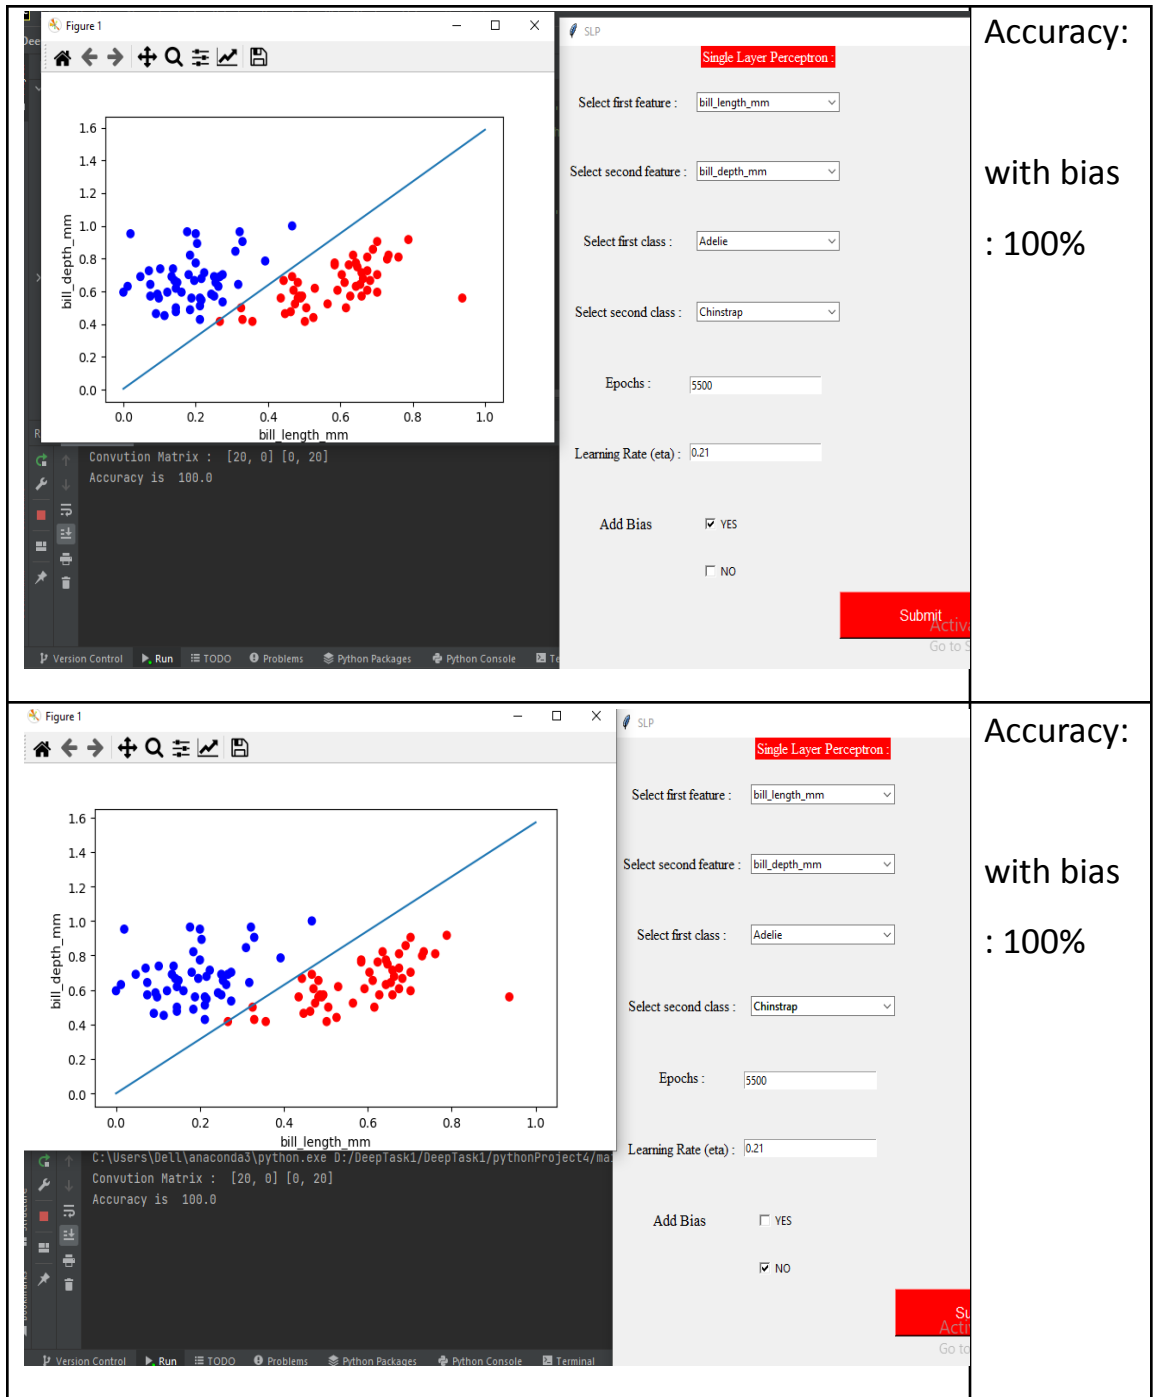 Figure 1
SLP
Accuracy:
with bias
: 100%
Single Layer Perceptron :
Select first feature :
bill_length_mm
Select second feature :
bill_depth_mm
Select first class :
Adelie
Select second class :
Chinstrap
Epochs :
5500
Learning Rate (eta) :
0.21
Add Bias
YES
NO
Submit
Activa
Go to S
1.6
1.4
1.2
1.0
0.8
0.6
0.4
0.2
0.0
bill_depth_mm
0.0 0.2 0.4 0.6 0.8 1.0
bill_length_mm
Convution Matrix : [20, 0] [0, 20]
Accuracy is 100.0
Version Control Run TODO Problems Python Packages Python Console Te
Figure 1
SLP
Accuracy:
with bias
: 100%
Single Layer Perceptron :
Select first feature :
bill_length_mm
Select second feature :
bill_depth_mm
Select first class :
Adelie
Select second class :
Chinstrap
Epochs :
5500
Learning Rate (eta) :
0.21
Add Bias
YES
NO
Su
Acti
Go to
1.6
1.4
1.2
1.0
0.8
0.6
0.4
0.2
0.0
bill_depth_mm
0.0 0.2 0.4 0.6 0.8 1.0
bill_length_mm
C:\Users\Dell\anaconda3\python.exe D:/DeepTask1/DeepTask1/pythonProject4/mai
Convution Matrix : [20, 0] [0, 20]
Accuracy is 100.0
Version Control Run TODO Problems Python Packages Python Console Terminal